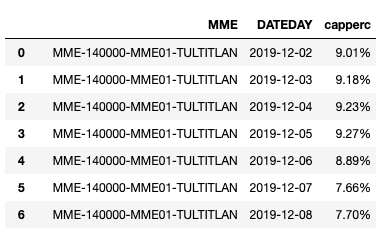 MME DATEDAY capperc
0 MME-140000-MME01-TULTITLAN 2019-12-02 9.01%
1 MME-140000-MME01-TULTITLAN 2019-12-03 9.18%
2 MME-140000-MME01-TULTITLAN 2019-12-04 9.23%
3 MME-140000-MME01-TULTITLAN 2019-12-05 9.27%
4 MME-140000-MME01-TULTITLAN 2019-12-06 8.89%
5 MME-140000-MME01-TULTITLAN 2019-12-07 7.66%
6 MME-140000-MME01-TULTITLAN 2019-12-08 7.70%